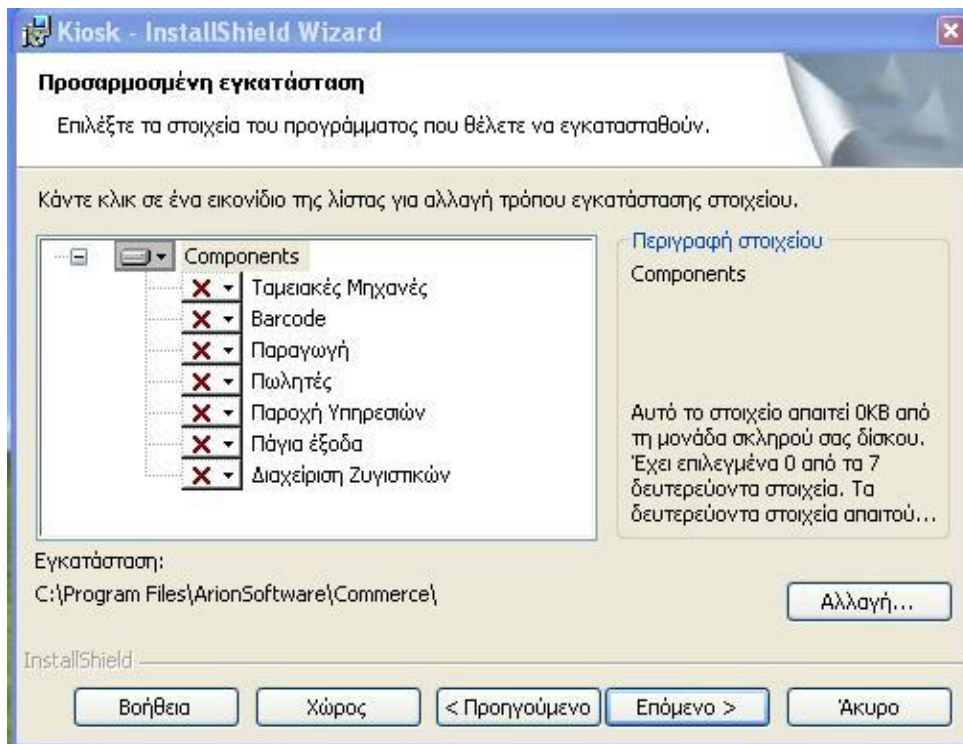 Kiosk - InstallShield Wizard
Προσαρμοσμένη εγκατάσταση
Επιλέξτε τα στοιχεία του προγράμματος που θέλετε να εγκατασταθούν.
Κάντε κλικ σε ένα εικονίδιο της λίστας για αλλαγή τρόπου εγκατάστασης στοιχείου.
Components
Ταμειακές Μηχανές
Barcode
Παραγωγή
Πωλητές
Παροχή Υπηρεσιών
Πάγια έξοδα
Διαχείριση Ζυγιστικών
Περιγραφή στοιχείου
Components
Αυτό το στοιχείο απαιτεί 0KB από
τη μονάδα σκληρού σας δίσκου.
Έχει επιλεγμένα 0 από τα 7
δευτερεύοντα στοιχεία. Τα
δευτερεύοντα στοιχεία απαιτού...
Εγκατάσταση:
C:\Program Files\ArionSoftware\Commerce\
Αλλαγή...
InstallShield
Βοήθεια
Χώρος
< Προηγούμενο
Επόμενο >
Άκυρο